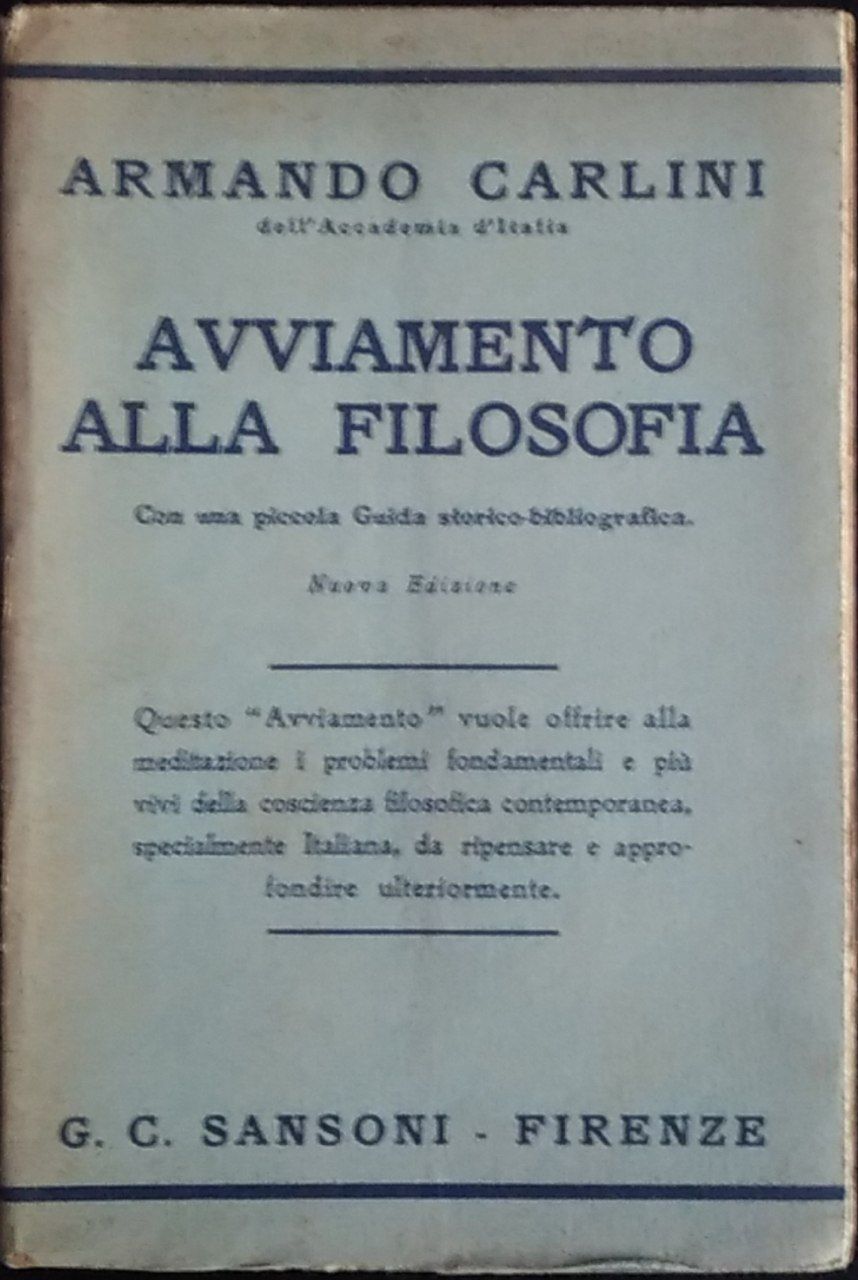 ARMANDO CARLINI
dell'Accademia d'Italia
AVVIAMENTO
ALLA FILOSOFIA
Con una piccola Guida storico-bibliografica.
Nuova Edizione
Questo "Avviamento" vuole offrire alla
meditazione i problemi fondamentali e più
vivi della coscienza filosofica contemporanea,
specialmente Italiana, da ripensare e appro-
fondire ulteriormente.
G. C. SANSONI - FIRENZE